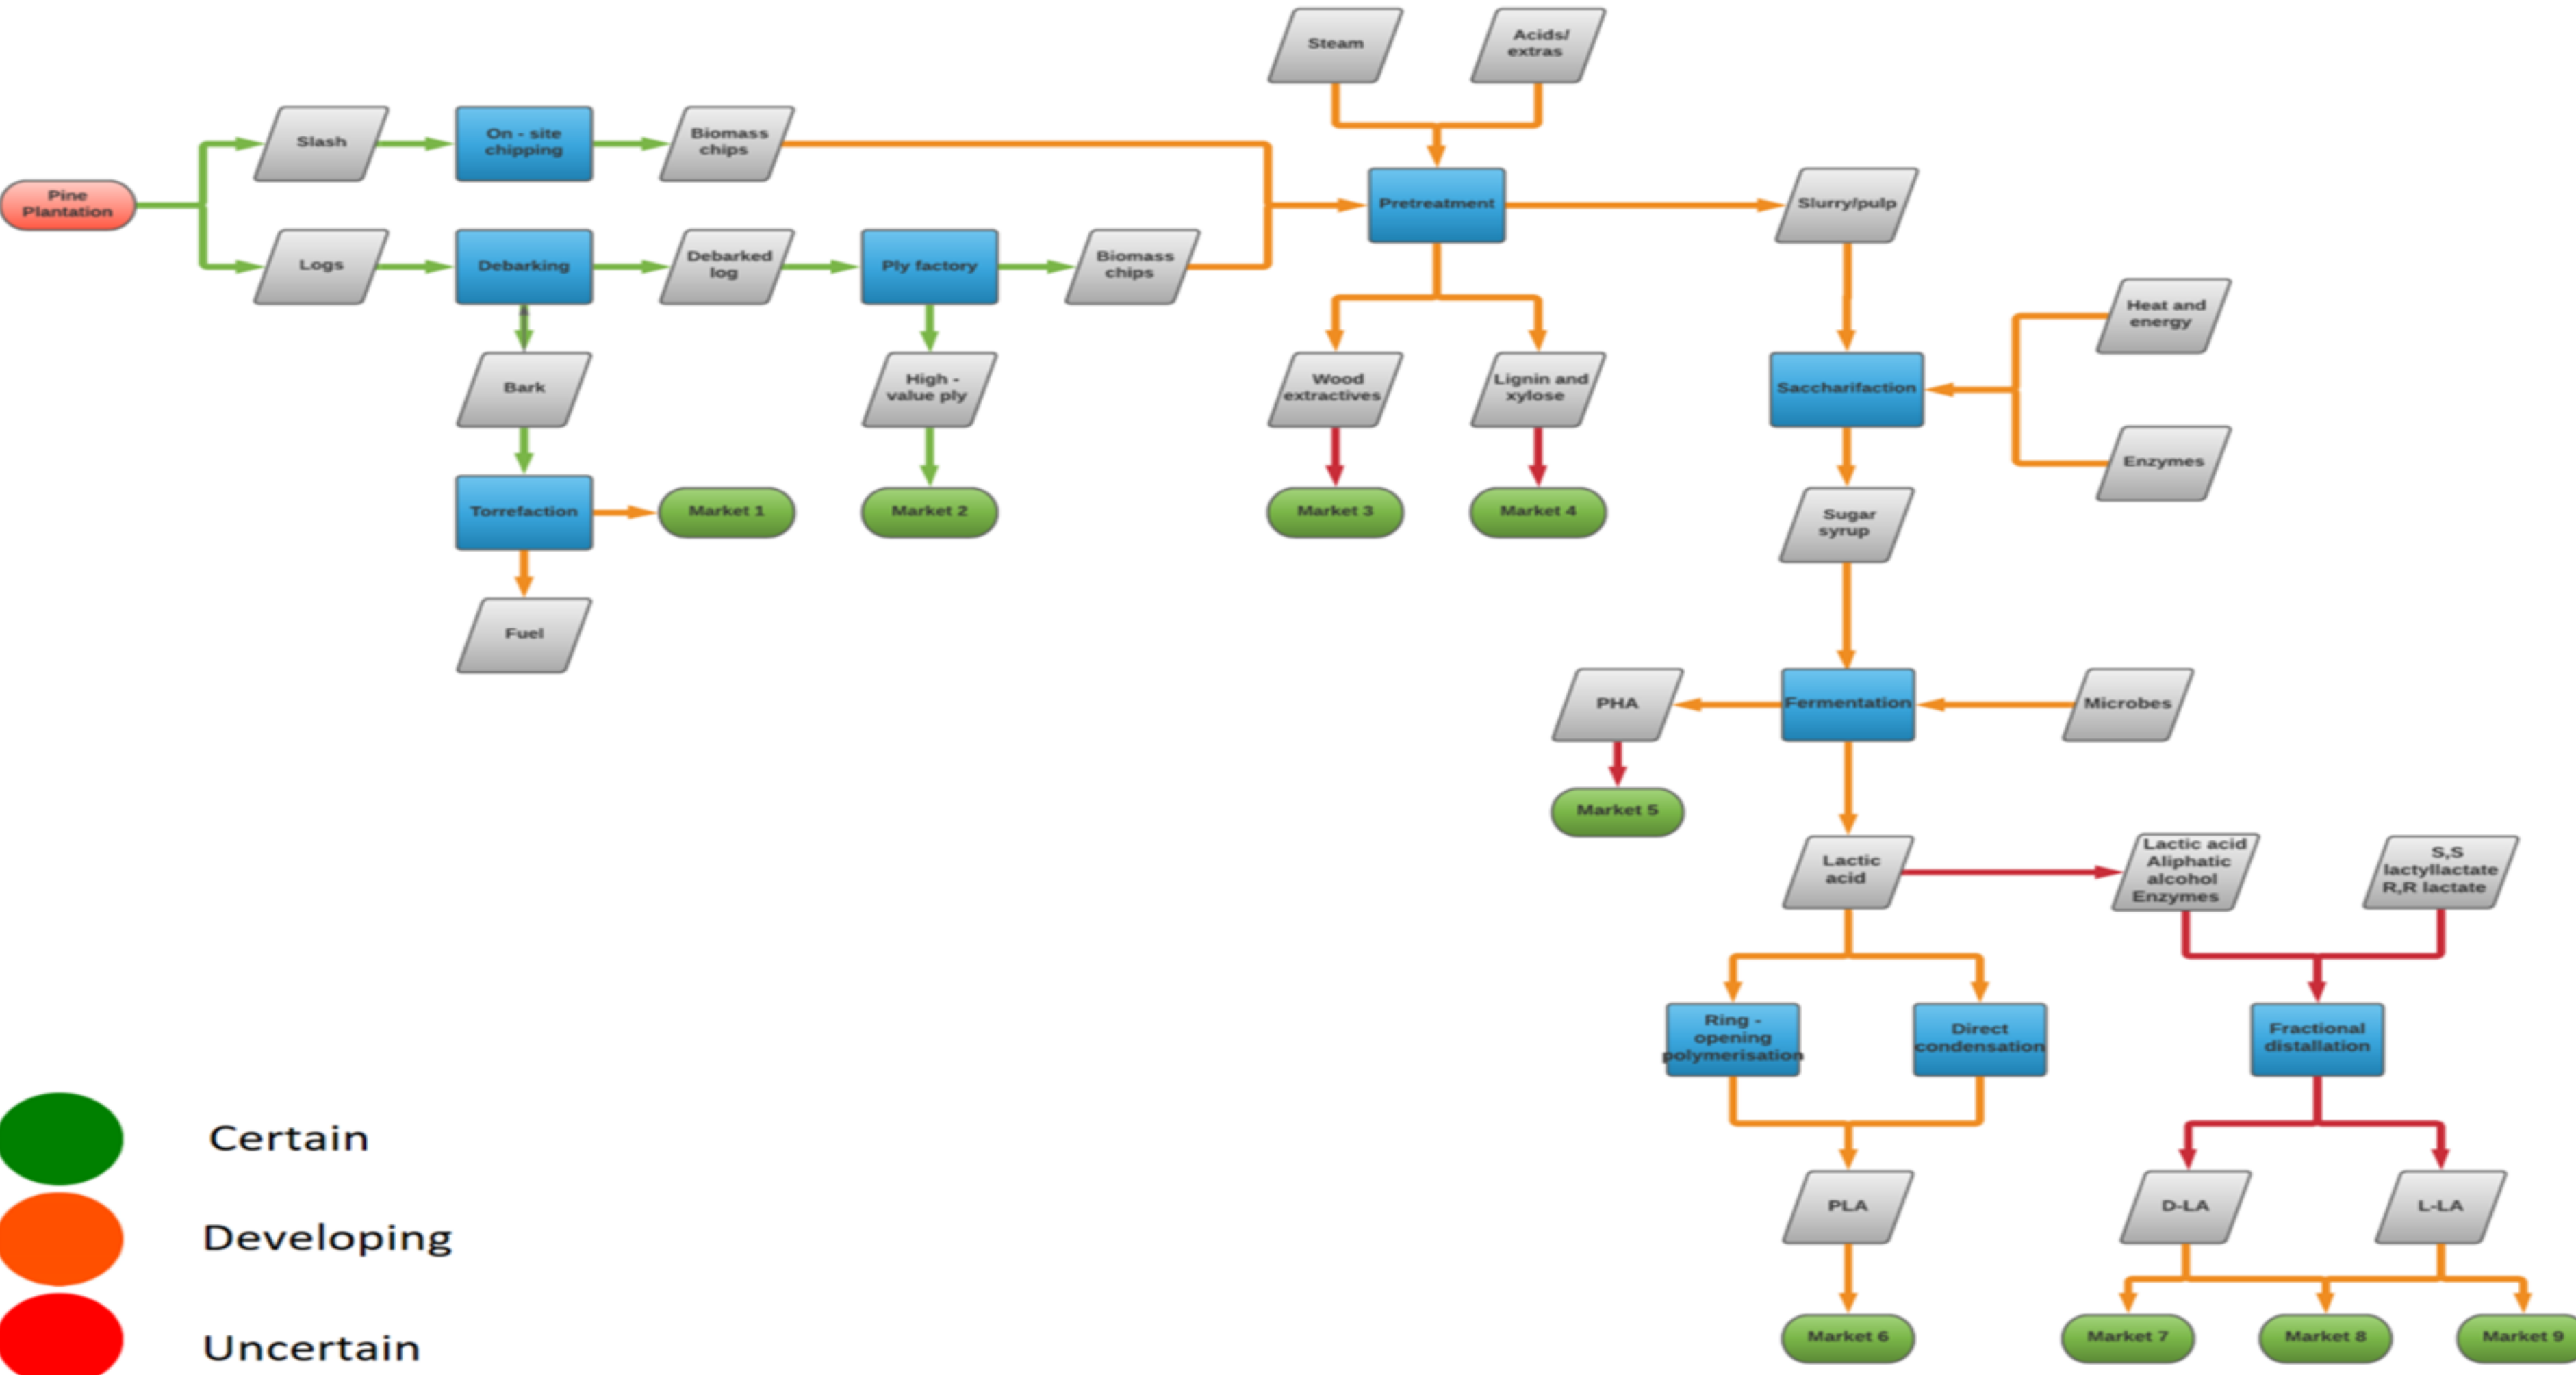 Steam
Acids/
extras
Slash
On - site
chipping
Biomass
chips
Pine
Plantation
Pretreatment
Slurry/pulp
Logs
Debarking
Debarked
log
Ply factory
Biomass
chips
Heat and
energy
Bark
High -
value ply
Wood
extractives
Lignin and
xylose
Saccharifaction
Enzymes
Torrefaction
Market 1
Market 2
Market 3
Market 4
Sugar
syrup
Fuel
PHA
Fermentation
Microbes
Market 5
Lactic
acid
Lactic acid
Aliphatic
alcohol
Enzymes
S,S
lactyllactate
R,R lactate
Ring -
opening
polymerisation
Direct
condensation
Fractional
distallation
Certain
PLA
D-LA
L-LA
Developing
Uncertain
Market 6
Market 7
Market 8
Market 9